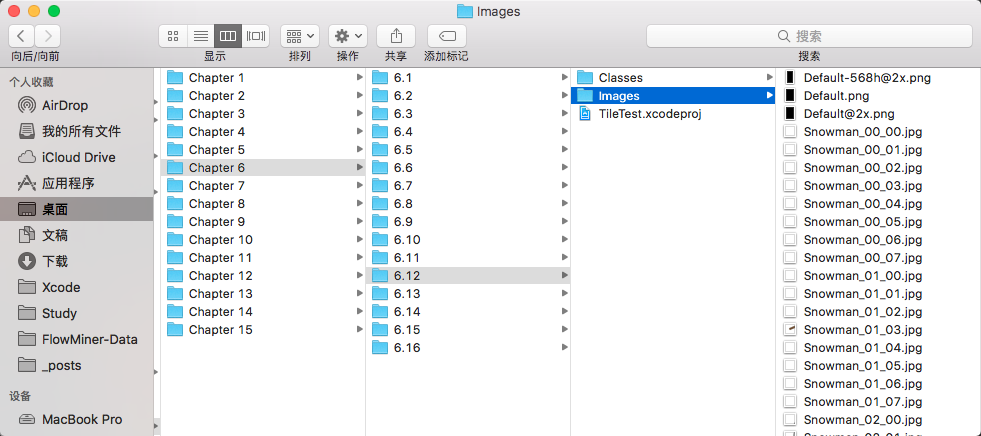 Images
向后/向前
显示
排列
操作
共享
添加标记
搜索
搜索
个人收藏
AirDrop
我的所有文件
iCloud Drive
应用程序
桌面
文稿
下载
Xcode
Study
FlowMiner-Data
_posts
设备
MacBook Pro
Chapter 1
Chapter 2
Chapter 3
Chapter 4
Chapter 5
Chapter 6
Chapter 7
Chapter 8
Chapter 9
Chapter 10
Chapter 11
Chapter 12
Chapter 13
Chapter 14
Chapter 15
6.1
6.2
6.3
6.4
6.5
6.6
6.7
6.8
6.9
6.10
6.11
6.12
6.13
6.14
6.15
6.16
Classes
Images
TileTest.xcodeproj
Default-568h@2x.png
Default.png
Default@2x.png
Snowman_00_00.jpg
Snowman_00_01.jpg
Snowman_00_02.jpg
Snowman_00_03.jpg
Snowman_00_04.jpg
Snowman_00_05.jpg
Snowman_00_06.jpg
Snowman_00_07.jpg
Snowman_01_00.jpg
Snowman_01_01.jpg
Snowman_01_02.jpg
Snowman_01_03.jpg
Snowman_01_04.jpg
Snowman_01_05.jpg
Snowman_01_06.jpg
Snowman_01_07.jpg
Snowman_02_00.jpg